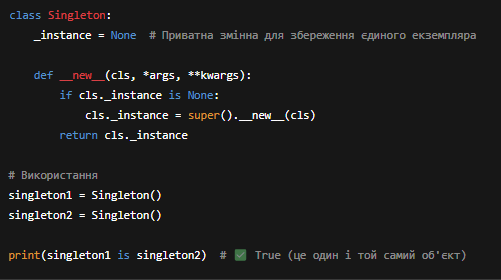 class Singleton:
    _instance = None  # Приватна змінна для збереження єдиного екземпляра

    def __new__(cls, *args, **kwargs):
        if cls._instance is None:
            cls._instance = super().__new__(cls)
        return cls._instance

# Використання
singleton1 = Singleton()
singleton2 = Singleton()

print(singleton1 is singleton2)  # ✅ True (це один і той самий об'єкт)